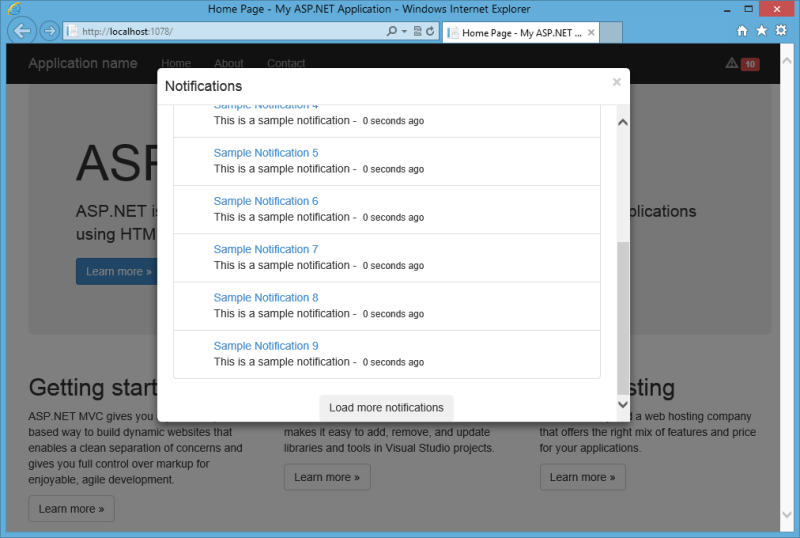 Home Page - My ASP.NET Application - Windows Internet Explorer
http://localhost:1078/
Home Page - My ASP.NET ...
Application name Home About Contact 10
Notifications
Sample Notification 4
This is a sample notification - 0 seconds ago
Sample Notification 5
This is a sample notification - 0 seconds ago
Sample Notification 6
This is a sample notification - 0 seconds ago
Sample Notification 7
This is a sample notification - 0 seconds ago
Sample Notification 8
This is a sample notification - 0 seconds ago
Sample Notification 9
This is a sample notification - 0 seconds ago
Load more notifications
ASP
ASP.NET is
using HTM
Learn more »
Getting start
ASP.NET MVC gives you
based way to build dynamic websites that
enables a clean separation of concerns and
gives you full control over markup for
enjoyable, agile development.
Learn more »
makes it easy to add, remove, and update
libraries and tools in Visual Studio projects.
Learn more »
sting
a web hosting company
that offers the right mix of features and price
for your applications.
Learn more »